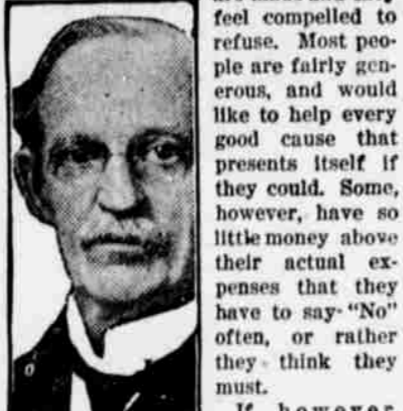 feel compelled to
refuse. Most peo-
ple are fairly gen-
erous, and would
like to help every
good cause that
presents itself if
they could. Some,
however, have so
little money above
their actual ex-
penses that they
have to say "No"
often, or rather
they think they
must.
If however